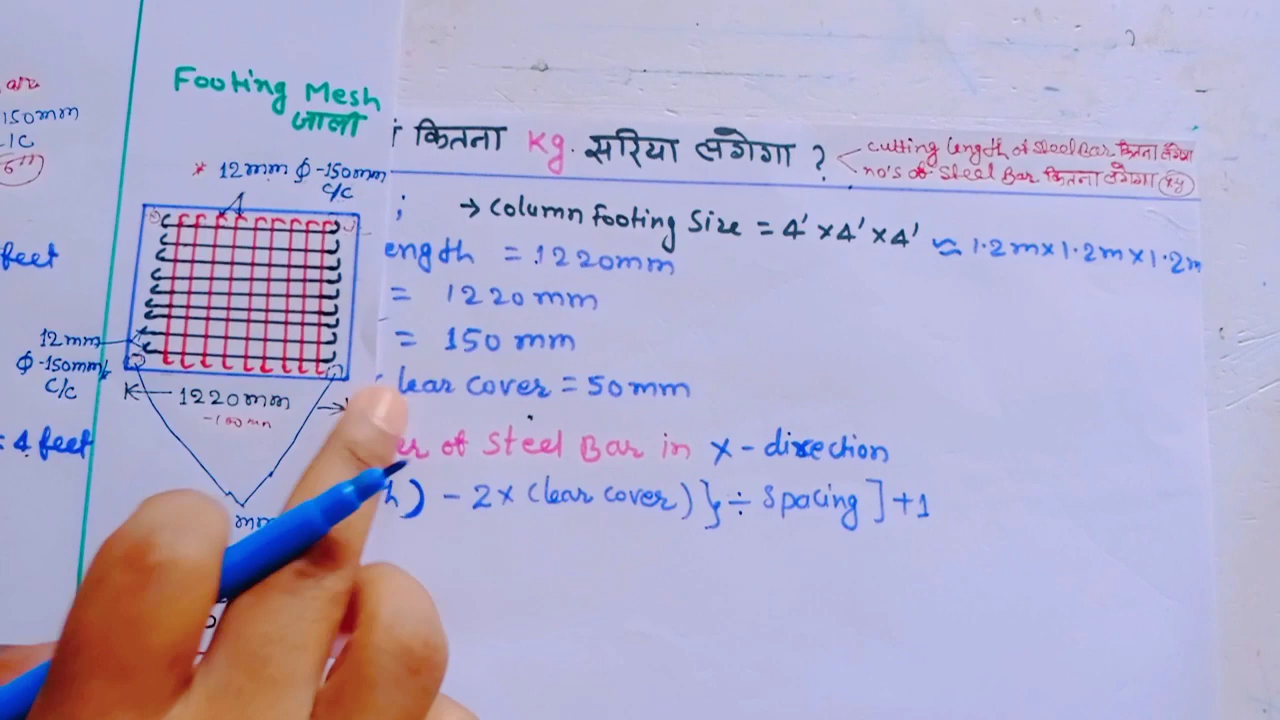 Footing Mesh
जाली
150mm
कितना Kg. सरिया लगेगा ?
cutting length of steel Bar कितना लगेगा
no's of steel Bar कितना लगेगा
* 12mm ϕ -150mm
c/c
→ Column Footing Size = 4' × 4' × 4' ≈ 1.2m×1.2m×1.2m
feet
ength = 1220mm
= 1220mm
12mm
ϕ -150mm
c/c
= 150 mm
1220mm
lear cover = 50mm
= 4 feet
er of Steel Bar in x - direction
h) - 2× Clear cover) } ÷ Spacing ] + 1
mm